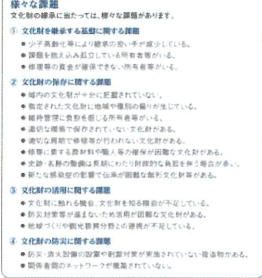 様々な課題
文化財の継承に当たっては、様々な課題があります。
① 文化財を継承する基盤に関する課題
● 少子高齢化等により継承の担い手が減少している。
● 課題を抱え込み孤立している所有者等がいる。
● 修理等の資金が確保できない所有者等がいる。
② 文化財の保存に関する課題
● 域内の文化財が十分に把握されていない。
● 指定された文化財に地域や種別の偏りが生じている。
● 維持管理に負担を感じる所有者等がいる。
● 適切な環境で保存されていない文化財がある。
● 適切な周期で修理等が行われない文化財がある。
● 修理に要する原材料や職人等の確保が困難な文化財がある。
● 史跡・名勝の整備は長期にわたり財政的な負担を伴う場合が多い。
● 新たな感染症の影響で伝承が困難な無形文化財等がある。
③ 文化財の活用に関する課題
● 文化財に触れる機会、文化財を知る機会が不足している。
● 防災対策等が進まないため活用が困難な文化財がある。
● 地域づくりや観光振興分野との連携が不足している。
④ 文化財の防災に関する課題
● 防火・消火設備の設置や耐震対策が実施されていない建造物がある。
● 関係者間のネットワークが構築されていない。